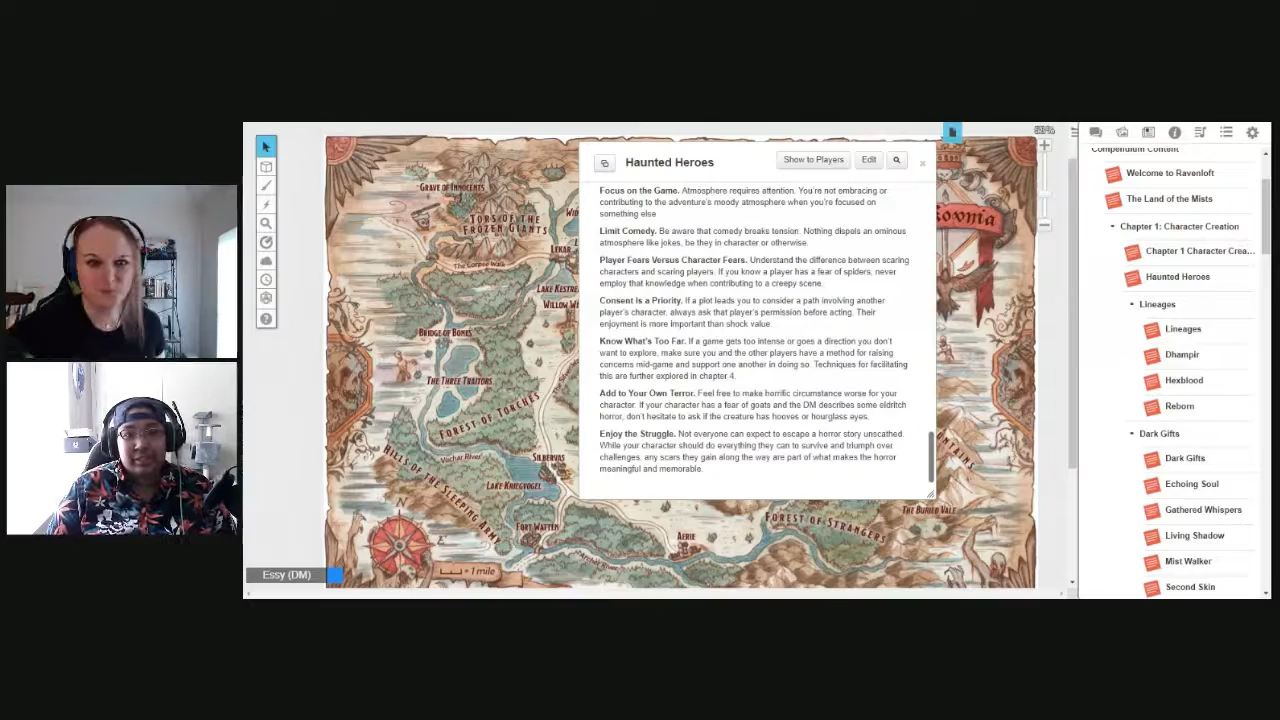 Haunted Heroes
Show to Players
Edit
Focus on the Game. Atmosphere requires attention. You're not embracing or
contributing to the adventure's moody atmosphere when you're focused on
something else
Limit Comedy. Be aware that comedy breaks tension. Nothing dispels an ominous
atmosphere like jokes, be they in character or otherwise.
Player Fears Versus Character Fears. Understand the difference between scaring
characters and scaring players. If you know a player has a fear of spiders, never
employ that knowledge when contributing to a creepy scene.
Consent Is a Priority. If a plot leads you to consider a path involving another
player's character, always ask that player's permission before acting. Their
enjoyment is more important than shock value.
Know What's Too Far. If a game gets too intense or goes a direction you don't
want to explore, make sure you and the other players have a method for raising
concerns mid-game and support one another in doing so. Techniques for facilitating
this are further explored in chapter 4.
Add to Your Own Terror. Feel free to make horrific circumstance worse for your
character. If your character has a fear of goats and the DM describes some eldritch
horror, don't hesitate to ask if the creature has hooves or hourglass eyes.
Enjoy the Struggle. Not everyone can expect to escape a horror story unscathed.
While your character should do everything they can to survive and triumph over
challenges, any scars they gain along the way are part of what makes the horror
meaningful and memorable.
Grave of Innocents
Tors of the
Frozen Giants
The Corpse Walk
Lake Kestre
Willow W
Bridge of Bones
The Three Traitors
Forest of Torches
Vachar River
Silbervas
Lake Kriegvogel
Hills of the Sleeping Army
Fort Watten
Aerie
Forest of Strangers
The Buried Vale
ovnia
= 1 mile
Essy (DM)
Compendium Content
Welcome to Ravenloft
The Land of the Mists
Chapter 1: Character Creation
Chapter 1 Character Crea...
Haunted Heroes
Lineages
Lineages
Dhampir
Hexblood
Reborn
Dark Gifts
Dark Gifts
Echoing Soul
Gathered Whispers
Living Shadow
Mist Walker
Second Skin